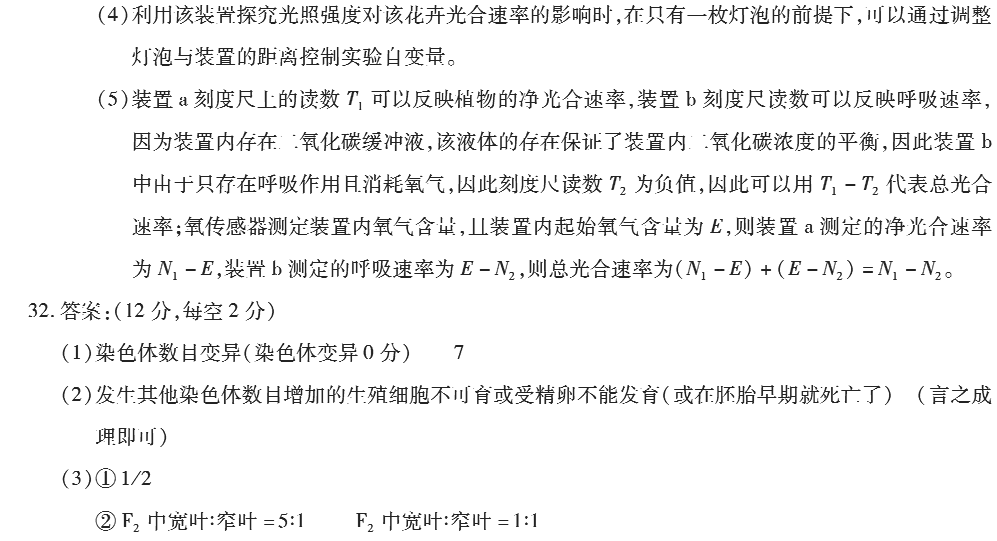 (4)利用该装置探究光照强度对该花卉光合速率的影响时,在只有一枚灯泡的前提下,可以通过调整
灯泡与装置的距离控制实验自变量。
(5)装置 a 刻度尺上的读数 T₁ 可以反映植物的净光合速率,装置 b 刻度尺读数可以反映呼吸速率,
因为装置内存在二氧化碳缓冲液,该液体的存在保证了装置内二氧化碳浓度的平衡,因此装置 b
中由于只存在呼吸作用且消耗氧气,因此刻度尺读数 T₂ 为负值,因此可以用 T₁－T₂ 代表总光合
速率;氧传感器测定装置内氧气含量,且装置内起始氧气含量为 E,则装置 a 测定的净光合速率
为 N₁－E,装置 b 测定的呼吸速率为 E－N₂,则总光合速率为(N₁－E)+(E－N₂)=N₁－N₂。
32. 答案:(12 分,每空 2 分)
(1)染色体数目变异(染色体变异 0 分) 7
(2)发生其他染色体数目增加的生殖细胞不可育或受精卵不能发育(或在胚胎早期就死亡了) (言之成
理即可)
(3)①1/2
②F₂ 中宽叶:窄叶=5:1 F₂ 中宽叶:窄叶=1:1